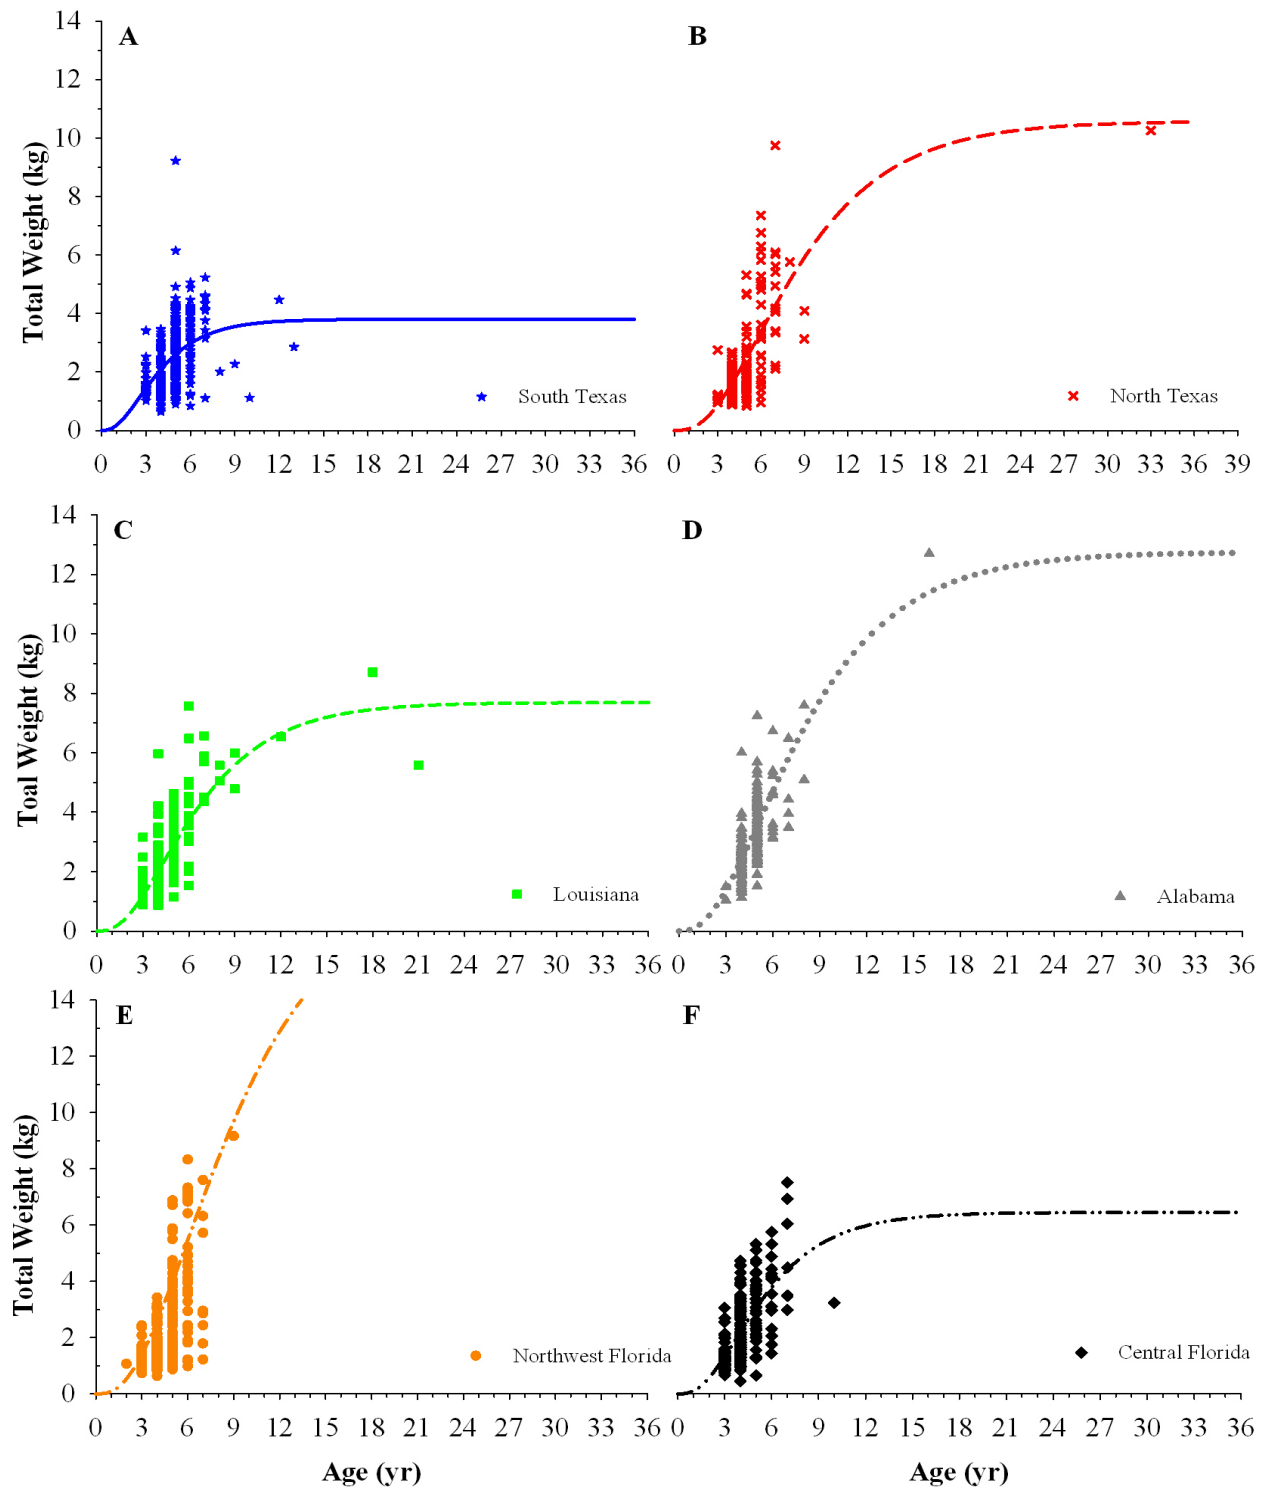 A
B
14
12
10
8
6
4
2
0
Total Weight (kg)
South Texas
North Texas
0 3 6 9 12 15 18 21 24 27 30 33 36
0 3 6 9 12 15 18 21 24 27 30 33 36 39
C
D
14
12
10
8
6
4
2
0
Toal Weight (kg)
Louisiana
Alabama
0 3 6 9 12 15 18 21 24 27 30 33 36
0 3 6 9 12 15 18 21 24 27 30 33 36
E
F
14
12
10
8
6
4
2
0
Total Weight (kg)
Northwest Florida
Central Florida
0 3 6 9 12 15 18 21 24 27 30 33 36
0 3 6 9 12 15 18 21 24 27 30 33 36
Age (yr)
Age (yr)